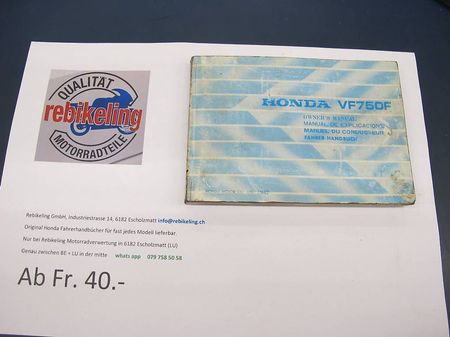 QUALITÄT
rebikeling
MOTORRADTEILE
HONDA VF750F
OWNER'S MANUAL
MANUAL DE EXPLICACIONES
MANUEL DU CONDUCTEUR
FAHRER-HANDBUCH
Rebikeling GmbH, Industriestrasse 14, 6182 Escholzmatt info@rebikeling.ch
Original Honda Fahrerhandbücher für fast jedes Modell lieferbar.
Nur bei Rebikeling Motorradverwertung in 6182 Escholzmatt (LU)
Genau zwischen BE + LU in der mitte whats app 079 758 50 58
Ab Fr. 40.-